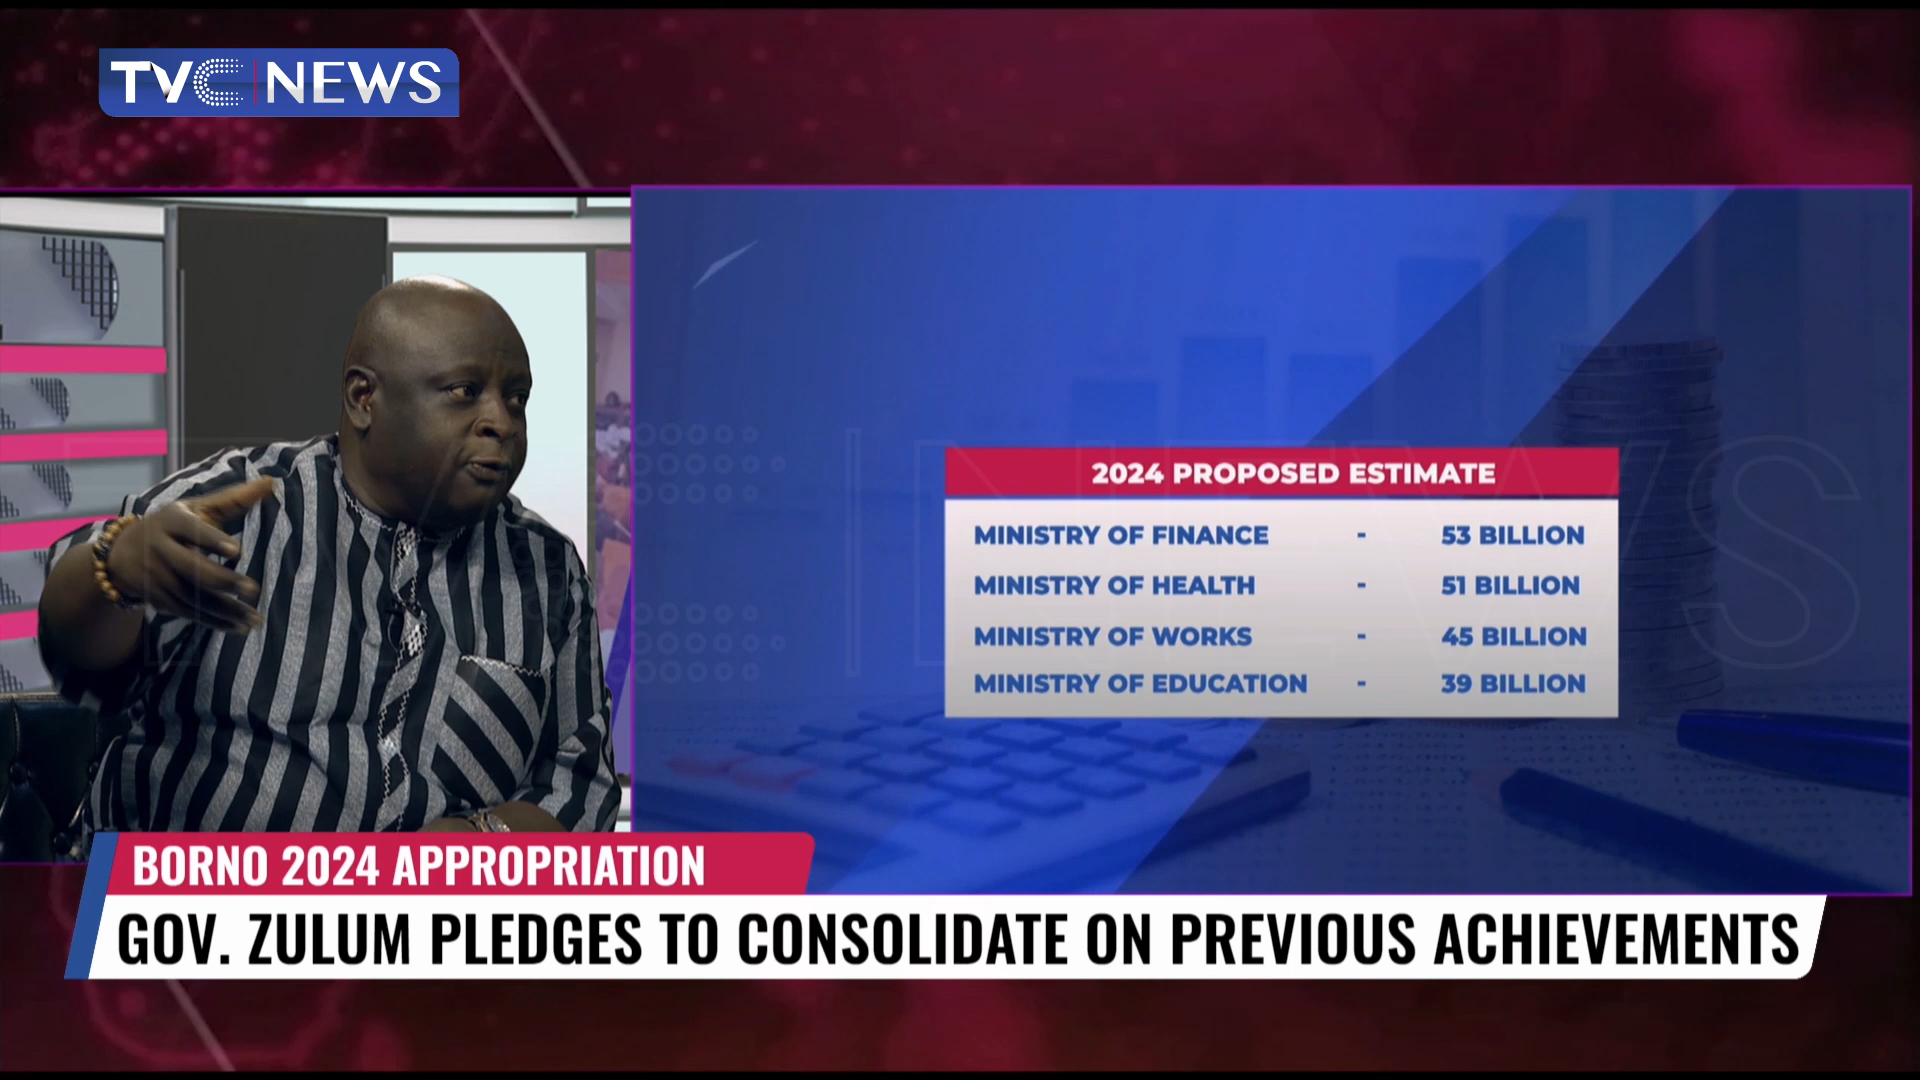 TVC NEWS
2024 PROPOSED ESTIMATE
MINISTRY OF FINANCE - 53 BILLION
MINISTRY OF HEALTH - 51 BILLION
MINISTRY OF WORKS - 45 BILLION
MINISTRY OF EDUCATION - 39 BILLION
BORNO 2024 APPROPRIATION
GOV. ZULUM PLEDGES TO CONSOLIDATE ON PREVIOUS ACHIEVEMENTS